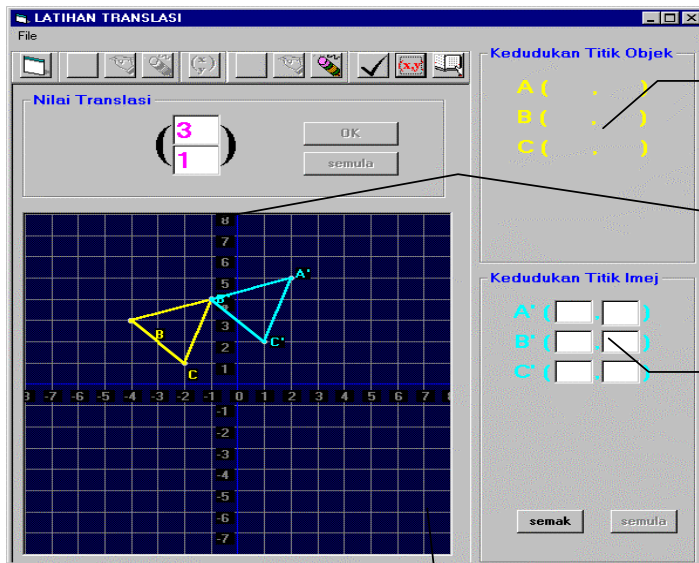 LATIHAN TRANSLASI
File
(x y)
(x,y)
Nilai Translasi
3
1
OK
semula
8
7
6
5
4
3
2
1
8 -7 -6 -5 -4 -3 -2 -1 1 2 3 4 5 6 7 8
-1
-2
-3
-4
-5
-6
-7
A'
B'
C'
B
C
Kedudukan Titik Objek
A ( . )
B ( . )
C ( . )
Kedudukan Titik Imej
A' ( . )
B' ( . )
C' ( . )
semak
semula